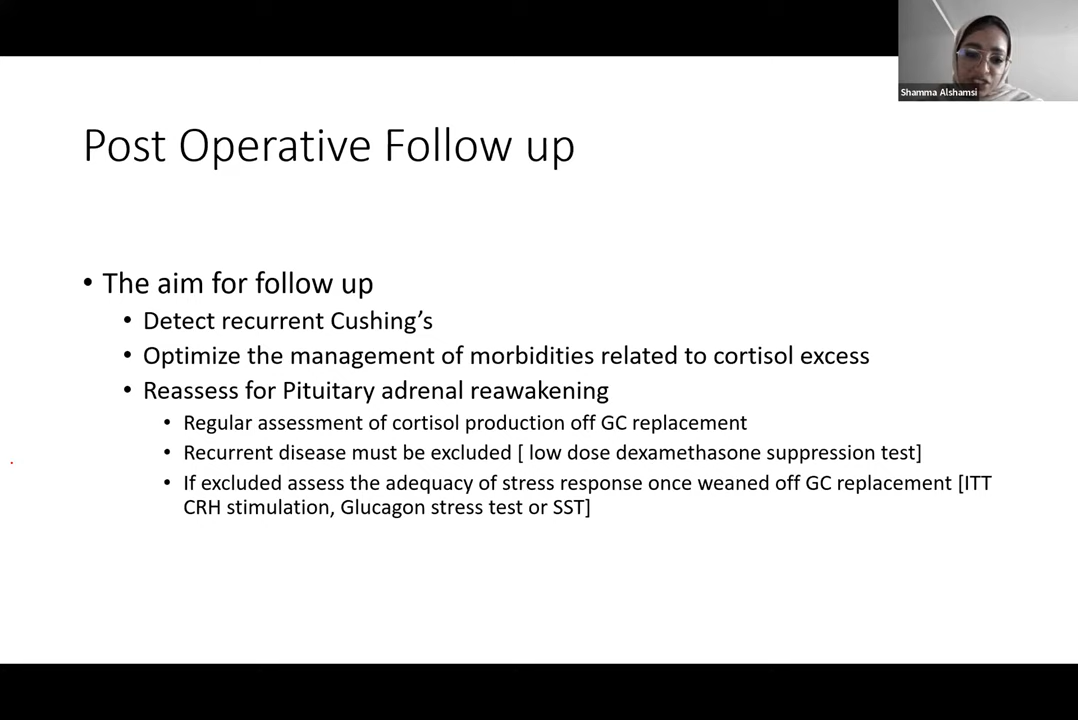 Shamma Alshamsi
Post Operative Follow up
• The aim for follow up
• Detect recurrent Cushing’s
• Optimize the management of morbidities related to cortisol excess
• Reassess for Pituitary adrenal reawakening
• Regular assessment of cortisol production off GC replacement
• Recurrent disease must be excluded [ low dose dexamethasone suppression test]
• If excluded assess the adequacy of stress response once weaned off GC replacement [ITT
CRH stimulation, Glucagon stress test or SST]